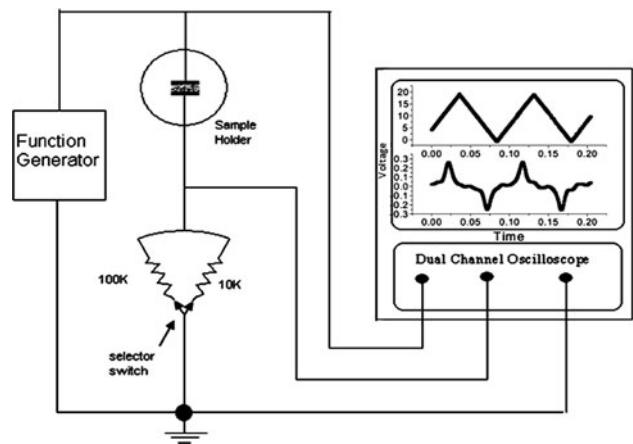 Function
Generator
Sample
Holder
100K
10K
selector
switch
Voltage
20
15
10
5
0
0.00 0.05 0.10 0.15 0.20
0.3
0.2
0.1
0.0
0.1
0.2
0.3
0.00 0.05 0.10 0.15 0.20
Time
Dual Channel Oscilloscope